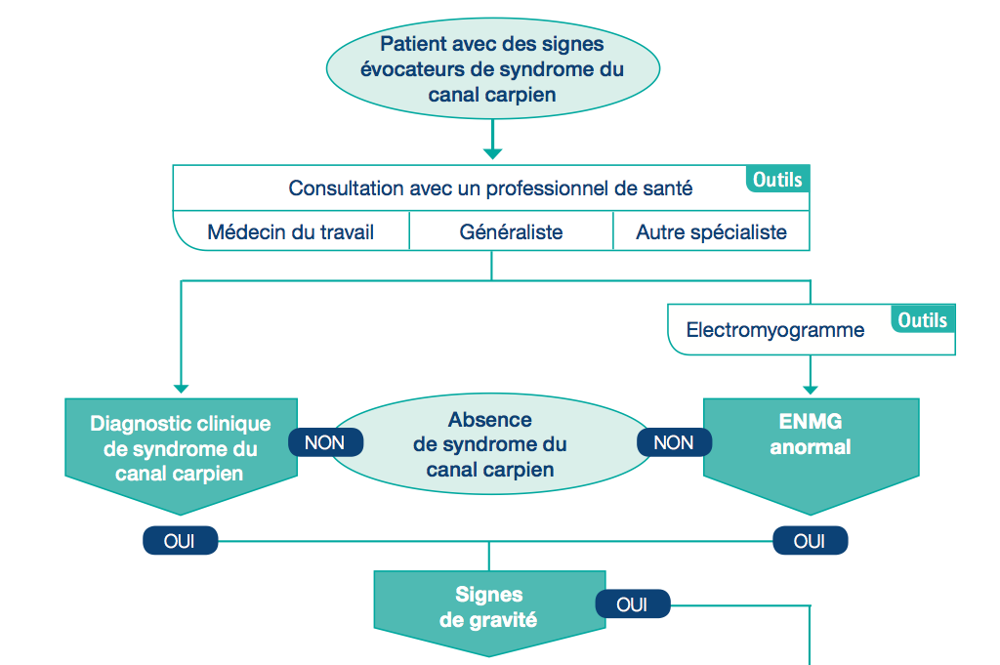 Patient avec des signes
évocateurs de syndrome du
canal carpien
Outils
Consultation avec un professionnel de santé
Médecin du travail
Généraliste
Autre spécialiste
Outils
Electromyogramme
Diagnostic clinique
de syndrome du
canal carpien
NON
Absence
de syndrome du
canal carpien
NON
ENMG
anormal
OUI
OUI
Signes
de gravité
OUI